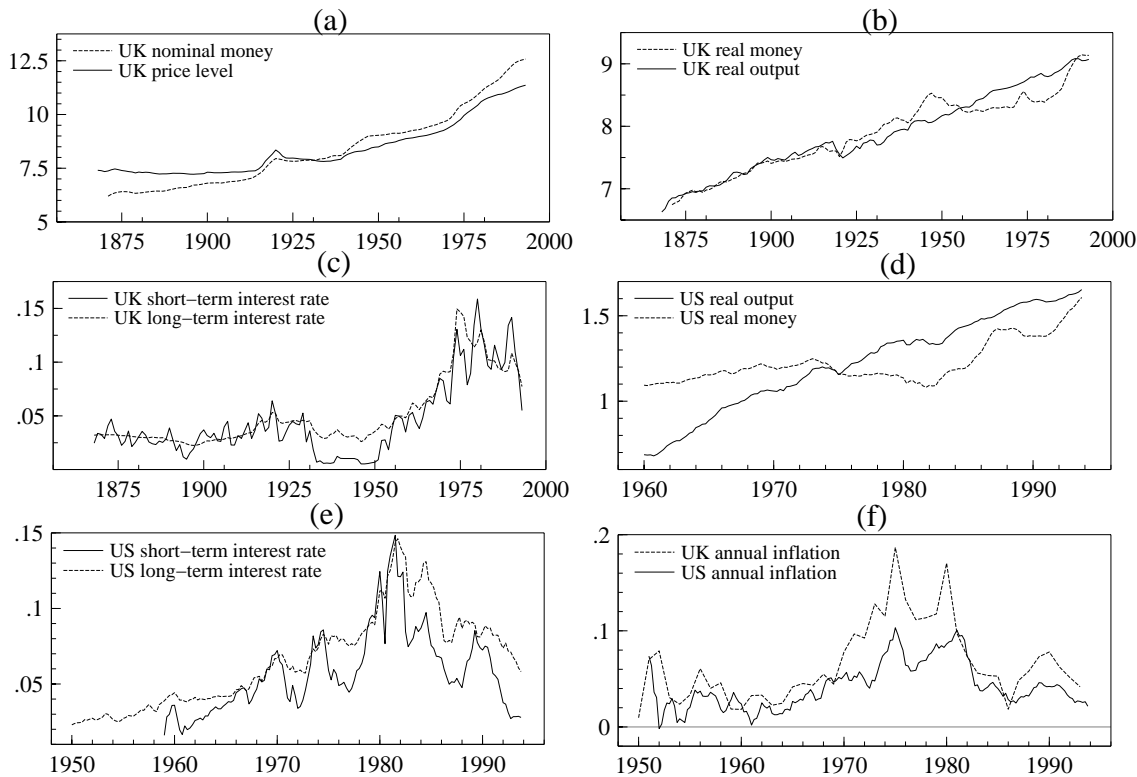 (a)
UK nominal money
UK price level
12.5
10
7.5
5
1875 1900 1925 1950 1975 2000
(b)
UK real money
UK real output
9
8
7
1875 1900 1925 1950 1975 2000
(c)
UK short-term interest rate
UK long-term interest rate
.15
.1
.05
1875 1900 1925 1950 1975 2000
(d)
US real output
US real money
1.5
1
1960 1970 1980 1990
(e)
US short-term interest rate
US long-term interest rate
.15
.1
.05
1950 1960 1970 1980 1990
(f)
UK annual inflation
US annual inflation
.2
.1
0
1950 1960 1970 1980 1990